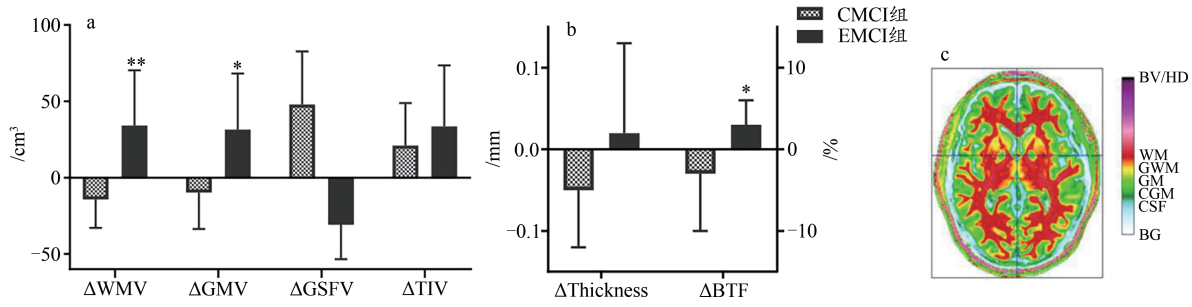 a
100
50
0
−50
/cm³
**
*
ΔWMV
ΔGMV
ΔGSFV
ΔTIV
b
0.1
0.0
−0.1
/mm
10
0
−10
/%
*
ΔThickness
ΔBTF
CMCI组
EMCI组
c
BV/HD
WM
GWM
GM
CGM
CSF
BG